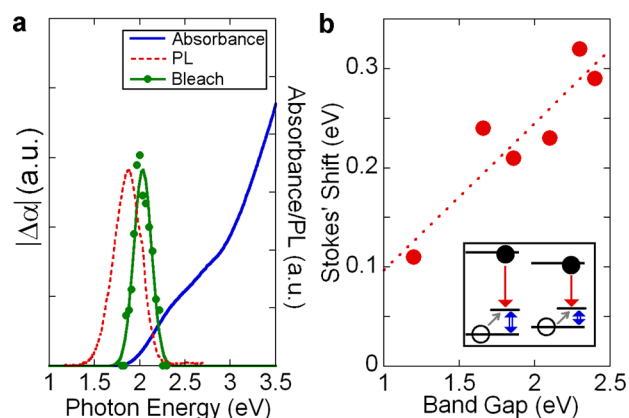 a
Absorbance
PL
Bleach
|Δα| (a.u.)
Absorbance/PL (a.u.)
1 1.5 2 2.5 3 3.5
Photon Energy (eV)
b
Stokes' Shift (eV)
0.3
0.2
0.1
0
1 1.5 2 2.5
Band Gap (eV)